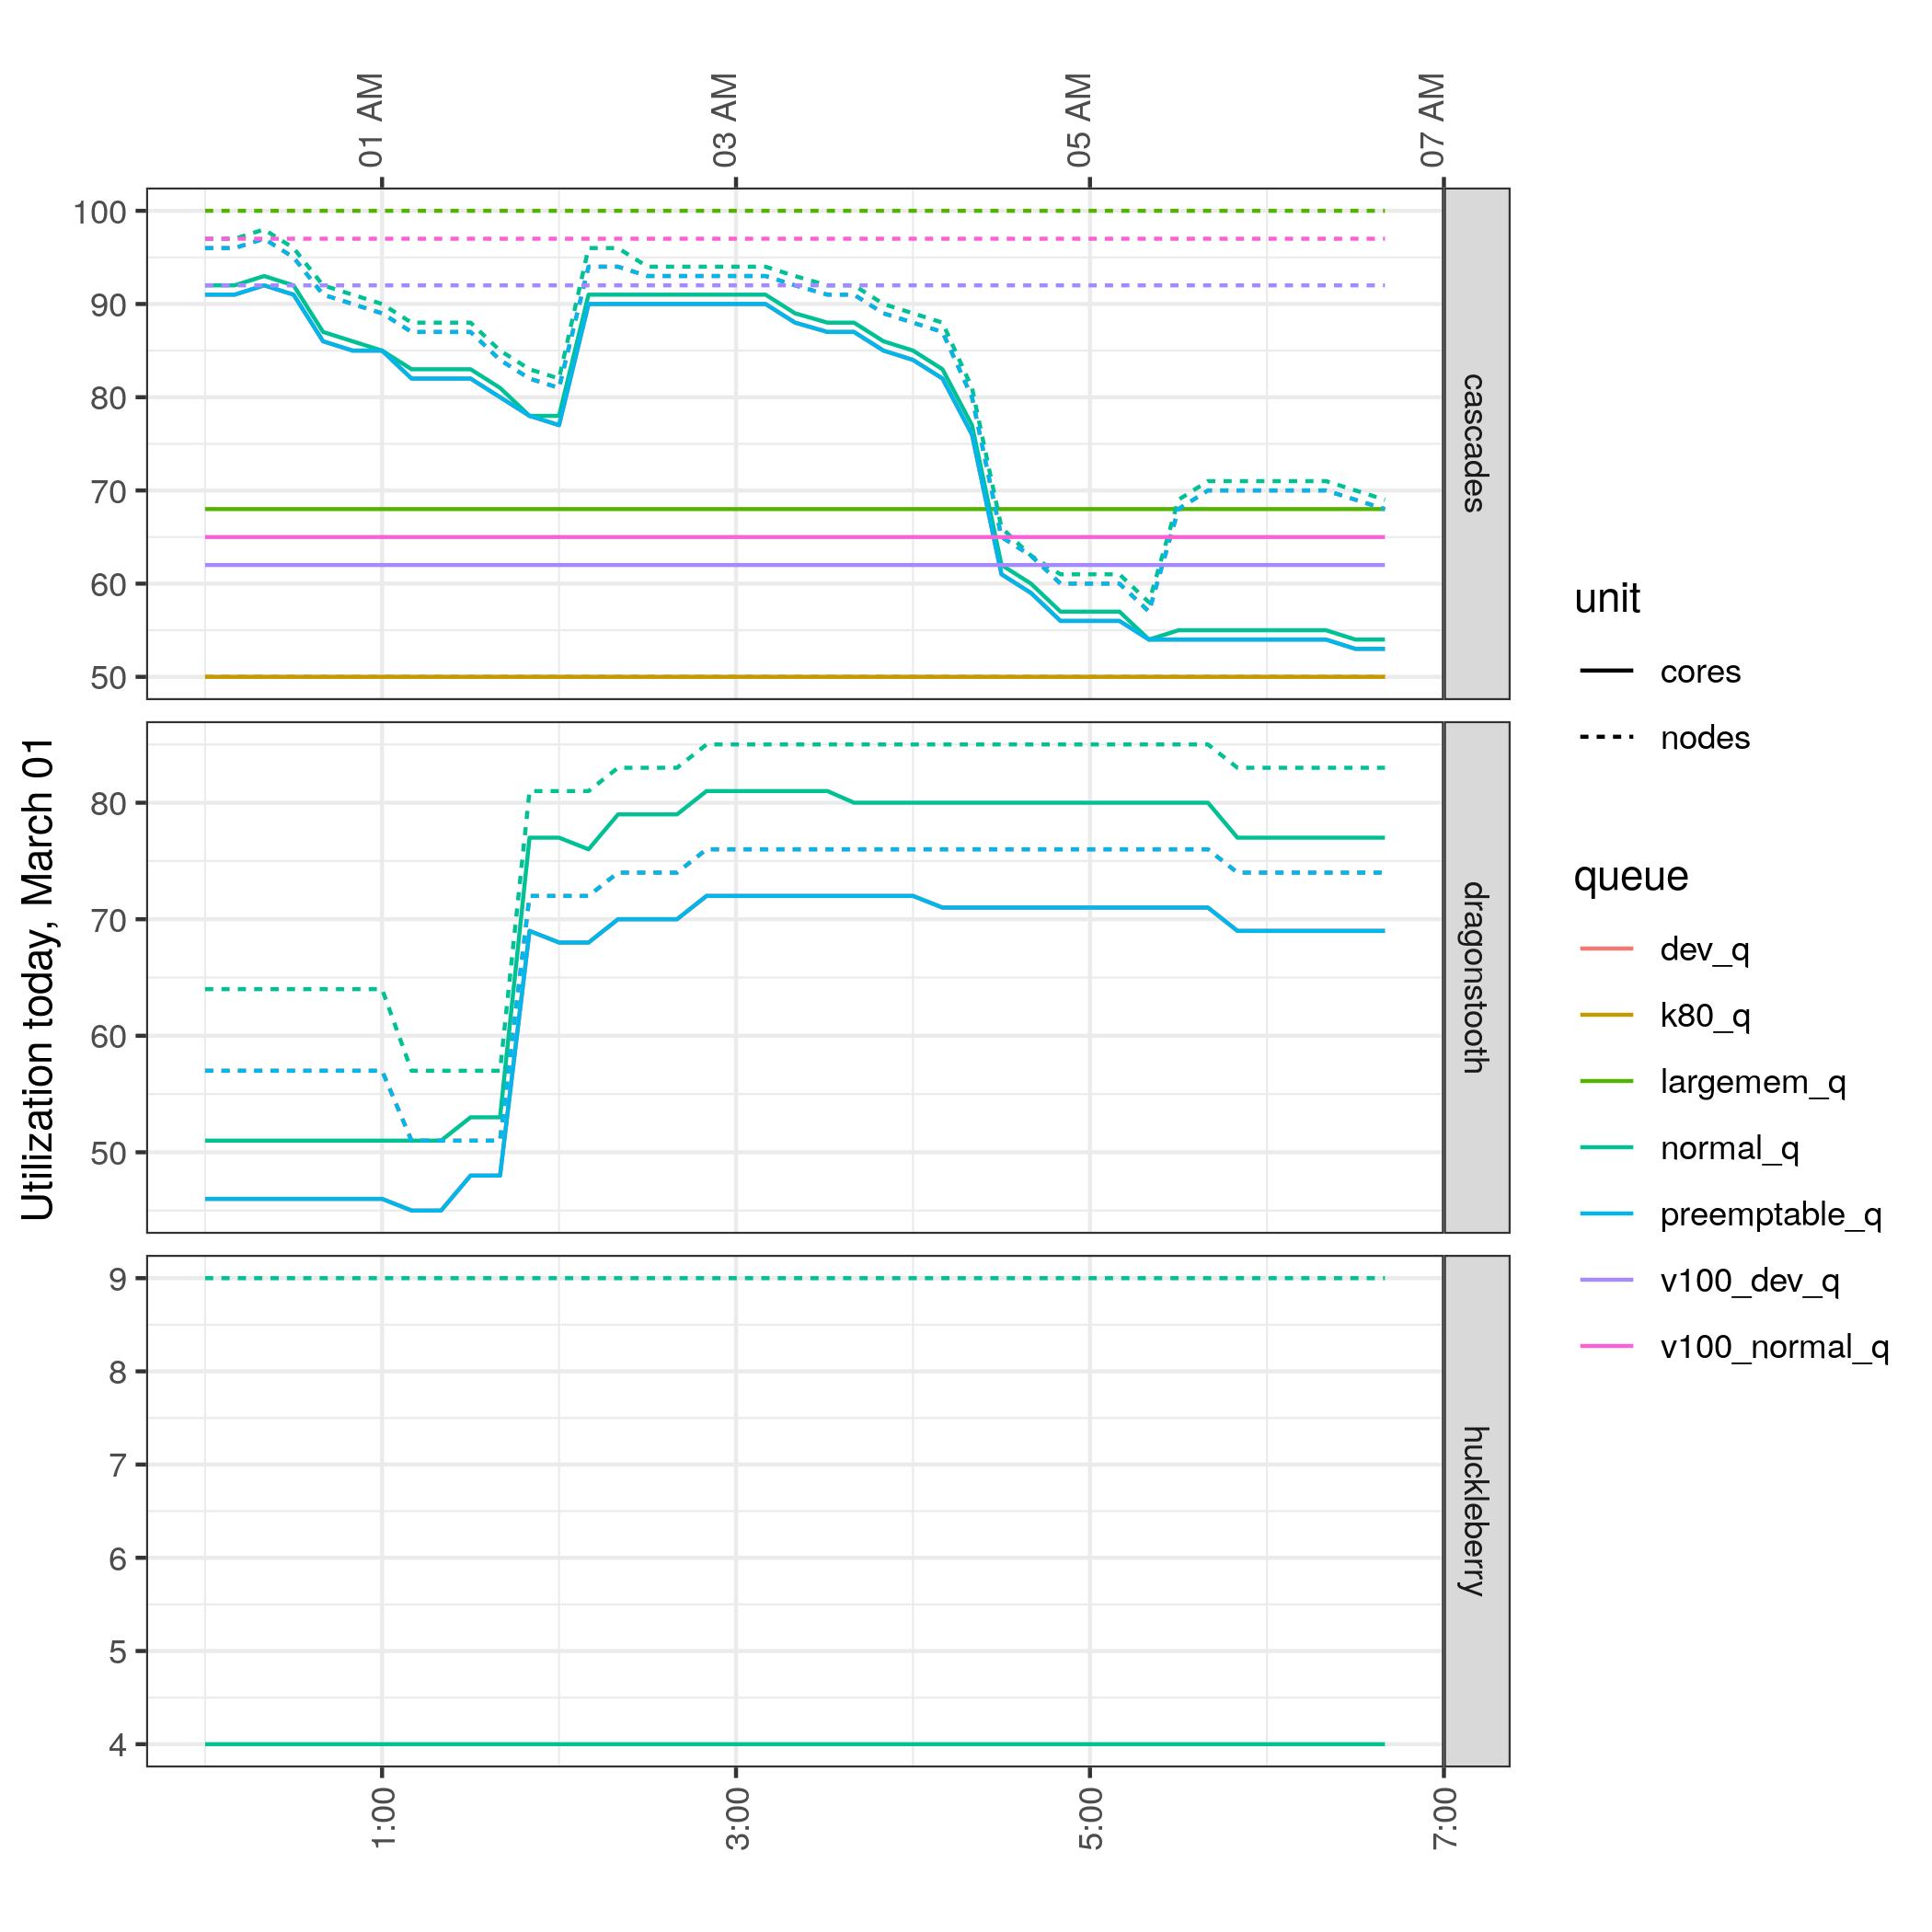 01 AM
03 AM
05 AM
07 AM
100
90
80
70
60
50
cascades
Utilization today, March 01
80
70
60
50
dragonstooth
9
8
7
6
5
4
huckleberry
1:00
3:00
5:00
7:00
unit
cores
nodes
queue
dev_q
k80_q
largemem_q
normal_q
preemptable_q
v100_dev_q
v100_normal_q